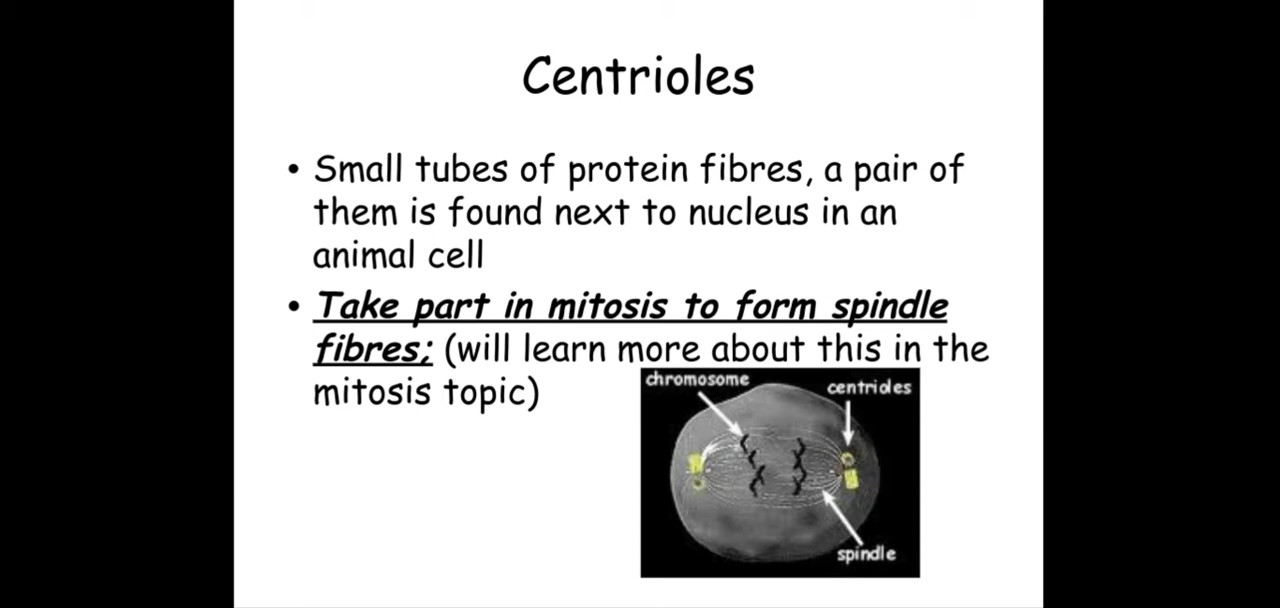 Centrioles
• Small tubes of protein fibres, a pair of
them is found next to nucleus in an
animal cell
• Take part in mitosis to form spindle
fibres; (will learn more about this in the
mitosis topic)
chromosome
centrioles
spindle